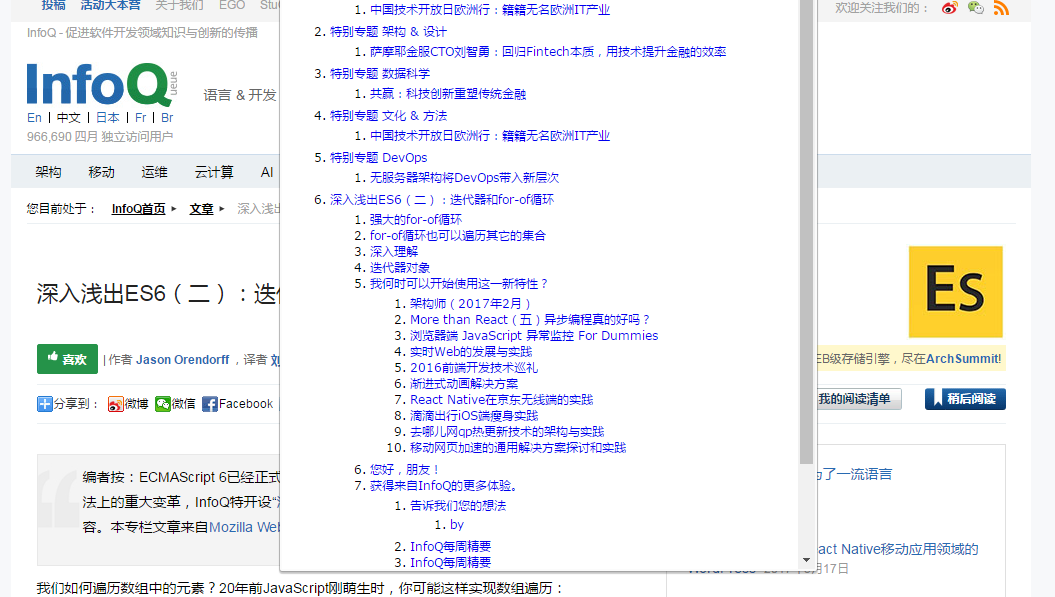 投稿 活动大本营 关于我们 EGO
欢迎关注我们的：
InfoQ - 促进软件开发领域知识与创新的传播
InfoQ ueue
语言 & 开发
En | 中文 | 日本 | Fr | Br
966,690 四月 独立访问用户
架构 移动 运维 云计算 AI
您目前处于： InfoQ首页 ▸ 文章 ▸ 深入浅出
深入浅出ES6（二）：迭
喜欢 | 作者 Jason Orendorff ，译者
分享到： 微博 微信 Facebook
编者按：ECMAScript 6已经正式
法上的重大变革，InfoQ特开设“
容。本专栏文章来自Mozilla Web
我们如何遍历数组中的元素？20年前JavaScript刚萌生时，你可能这样实现数组遍历：
1. 中国技术开放日欧洲行：籍籍无名欧洲IT产业
2. 特别专题 架构 & 设计
1. 萨摩耶金服CTO刘智勇：回归Fintech本质，用技术提升金融的效率
3. 特别专题 数据科学
1. 共赢：科技创新重塑传统金融
4. 特别专题 文化 & 方法
1. 中国技术开放日欧洲行：籍籍无名欧洲IT产业
5. 特别专题 DevOps
1. 无服务器架构将DevOps带入新层次
6. 深入浅出ES6（二）：迭代器和for-of循环
1. 强大的for-of循环
2. for-of循环也可以遍历其它的集合
3. 深入理解
4. 迭代器对象
5. 我何时可以开始使用这一新特性？
1. 架构师（2017年2月）
2. More than React（五）异步编程真的好吗？
3. 浏览器端 JavaScript 异常监控 For Dummies
4. 实时Web的发展与实践
5. 2016前端开发技术巡礼
6. 渐进式动画解决方案
7. React Native在京东无线端的实践
8. 滴滴出行iOS端瘦身实践
9. 去哪儿网qp热更新技术的架构与实践
10. 移动网页加速的通用解决方案探讨和实践
6. 您好，朋友！
7. 获得来自InfoQ的更多体验。
1. 告诉我们您的想法
1. by
2. InfoQ每周精要
3. InfoQ每周精要
Es
EB级存储引擎，尽在ArchSummit!
我的阅读清单 稍后阅读
了一流语言
act Native移动应用领域的
月17日